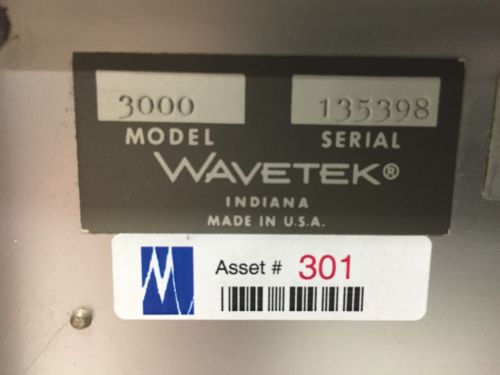 3000 135398
MODEL SERIAL
WAVETEK®
INDIANA
MADE IN U.S.A.
Asset # 301